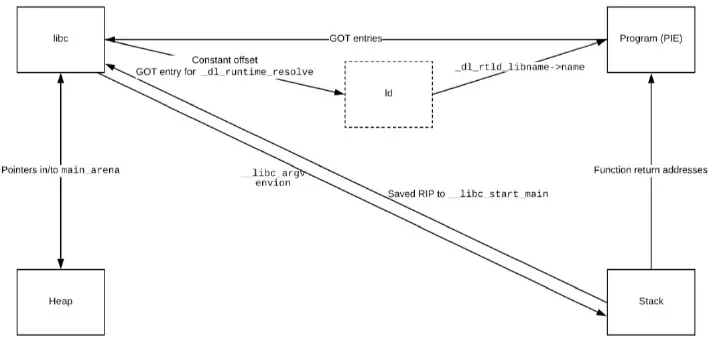 libc
GOT entries
Program (PIE)
Constant offset
GOT entry for _dl_runtime_resolve
_dl_rtld_libname->name
ld
Pointers in/to main_arena
__libc_argv
envion
Saved RIP to __libc_start_main
Function return addresses
Heap
Stack